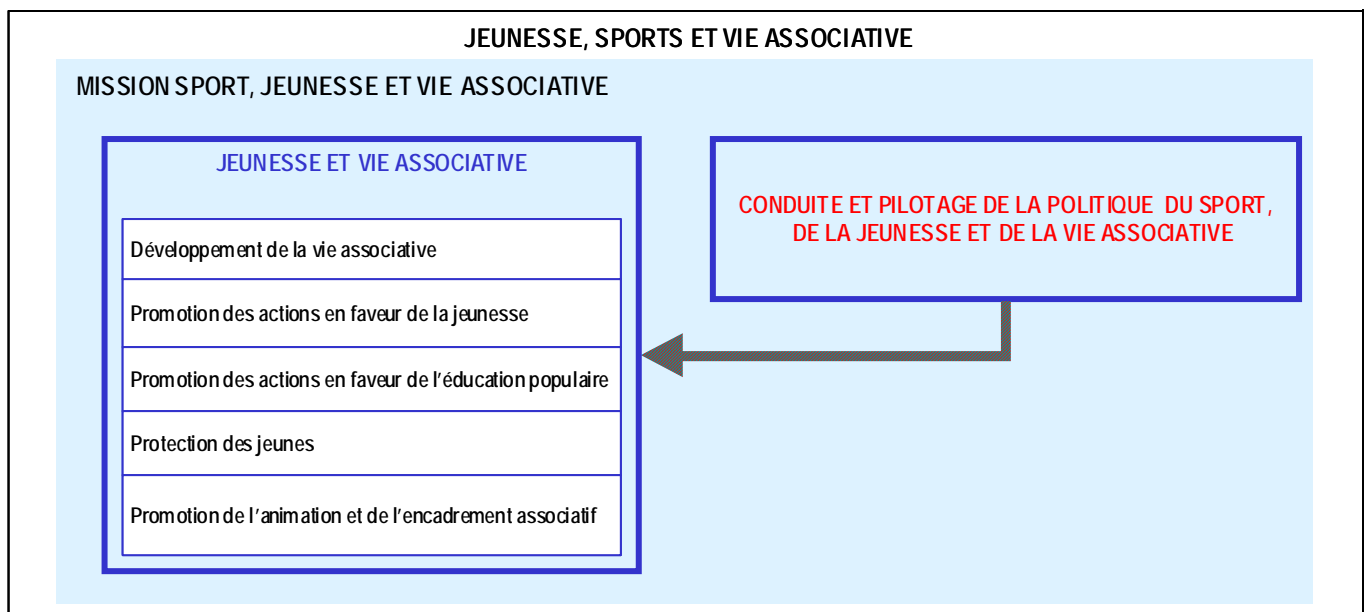 JEUNESSE, SPORTS ET VIE ASSOCIATIVE
MISSION SPORT, JEUNESSE ET VIE ASSOCIATIVE
JEUNESSE ET VIE ASSOCIATIVE
Développement de la vie associative
Promotion des actions en faveur de la jeunesse
Promotion des actions en faveur de l'éducation populaire
Protection des jeunes
Promotion de l'animation et de l'encadrement associatif
CONDUITE ET PILOTAGE DE LA POLITIQUE DU SPORT,
DE LA JEUNESSE ET DE LA VIE ASSOCIATIVE